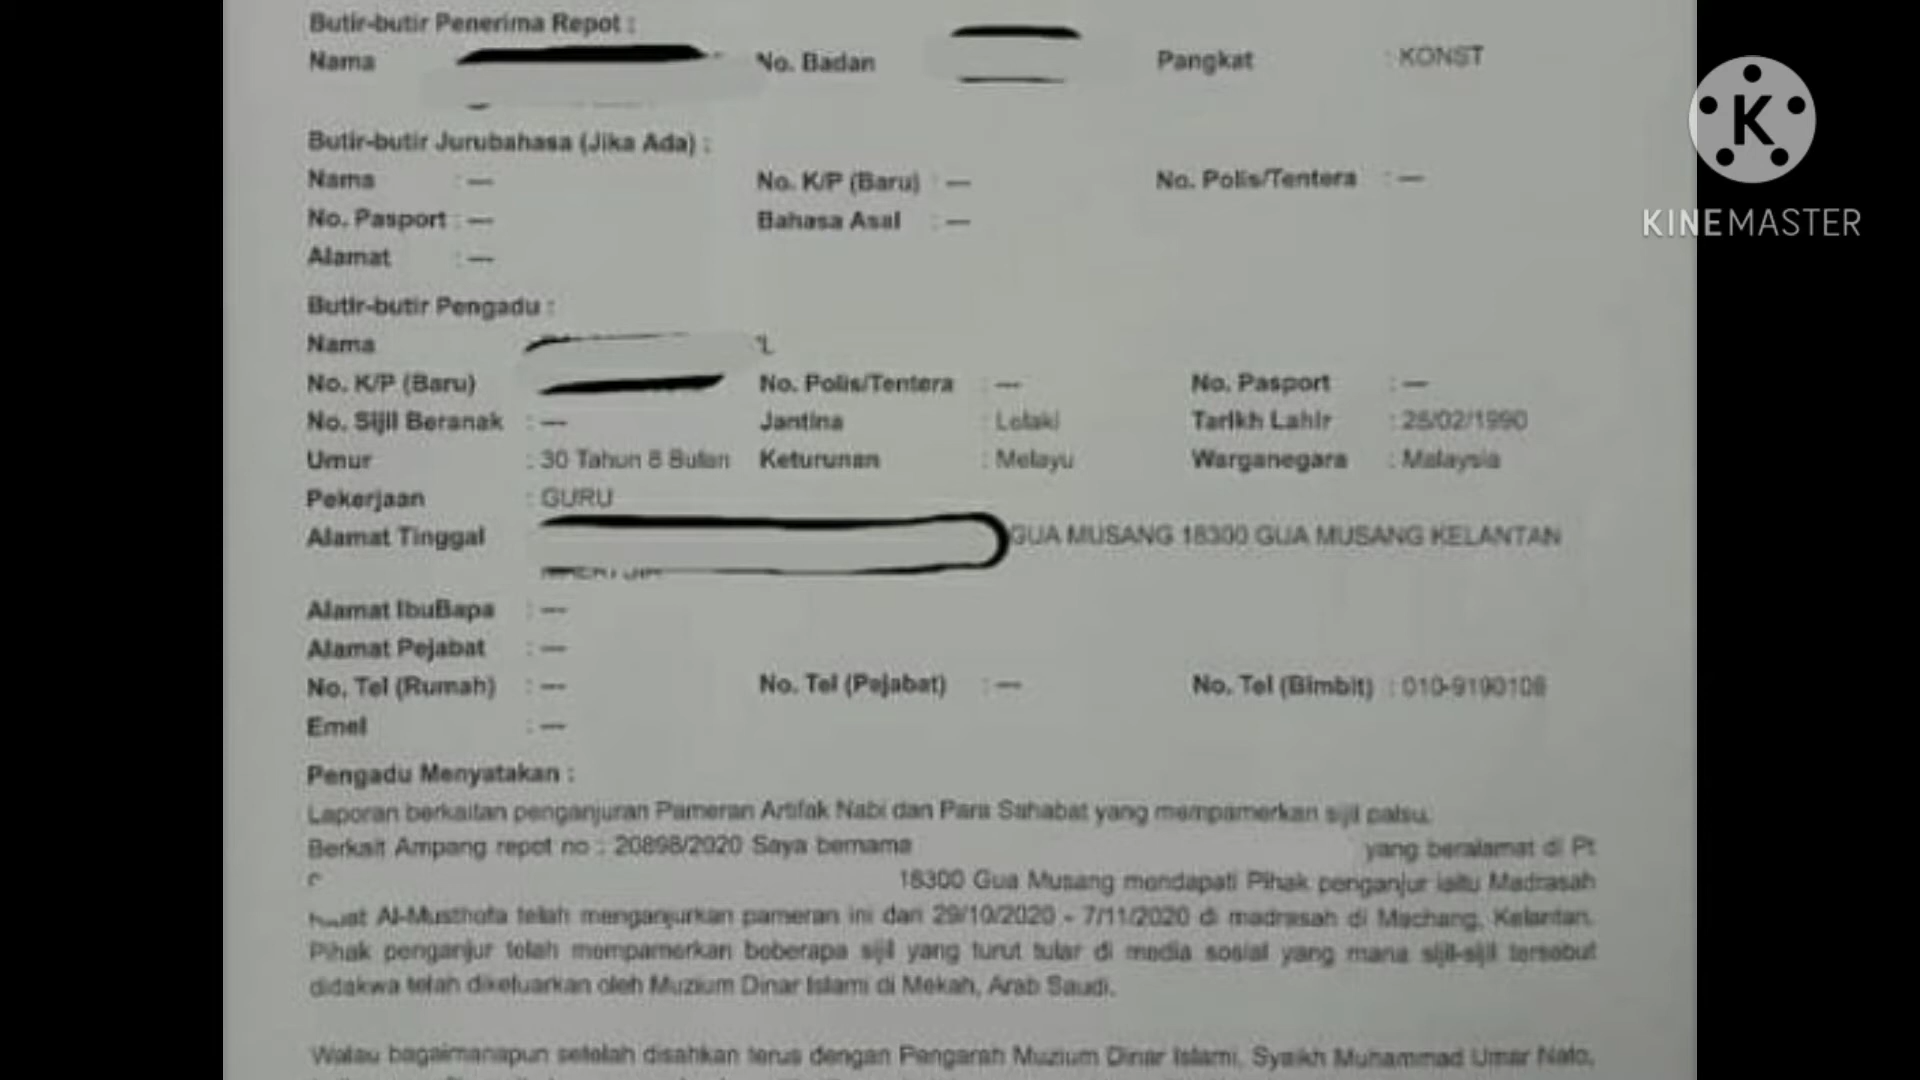 Butir-butir Penerima Repot :
Nama No. Badan Pangkat : KONST
Butir-butir Jurubahasa (Jika Ada) :
Nama : --- No. K/P (Baru) : --- No. Polis/Tentera : ---
No. Pasport : --- Bahasa Asal : ---
Alamat : ---
Butir-butir Pengadu :
Nama
No. K/P (Baru) No. Polis/Tentera : --- No. Pasport : ---
No. Sijil Beranak : --- Jantina : Lelaki Tarikh Lahir : 28/02/1990
Umur : 30 Tahun 8 Bulan Keturunan : Melayu Warganegara : Malaysia
Pekerjaan : GURU
Alamat Tinggal GUA MUSANG 18300 GUA MUSANG KELANTAN
Alamat IbuBapa : ---
Alamat Pejabat : ---
No. Tel (Rumah) : --- No. Tel (Pejabat) : --- No. Tel (Bimbit) : 010-9190108
Emel : ---
Pengadu Menyatakan :
Laporan berkaitan penganjuran Pameran Artifak Nabi dan Para Sahabat yang mempamerkan sijil palsu.
Berkait Ampang repot no : 20898/2020 Saya bernama yang beralamat di Pt
18300 Gua Musang mendapati Pihak penganjur iaitu Madrasah
Al-Musthofa telah menganjurkan pameran ini dari 29/10/2020 - 7/11/2020 di madrasah di Machang, Kelantan.
Pihak penganjur telah mempamerkan beberapa sijil yang turut tular di media sosial yang mana sijil-sijil tersebut
didakwa telah dikeluarkan oleh Muzium Dinar Islami di Mekah, Arab Saudi.
Walau bagaimanapun setelah disahkan terus dengan Pengarah Muzium Dinar Islami, Syaikh Muhammad Umar Nato,
K
KINEMASTER